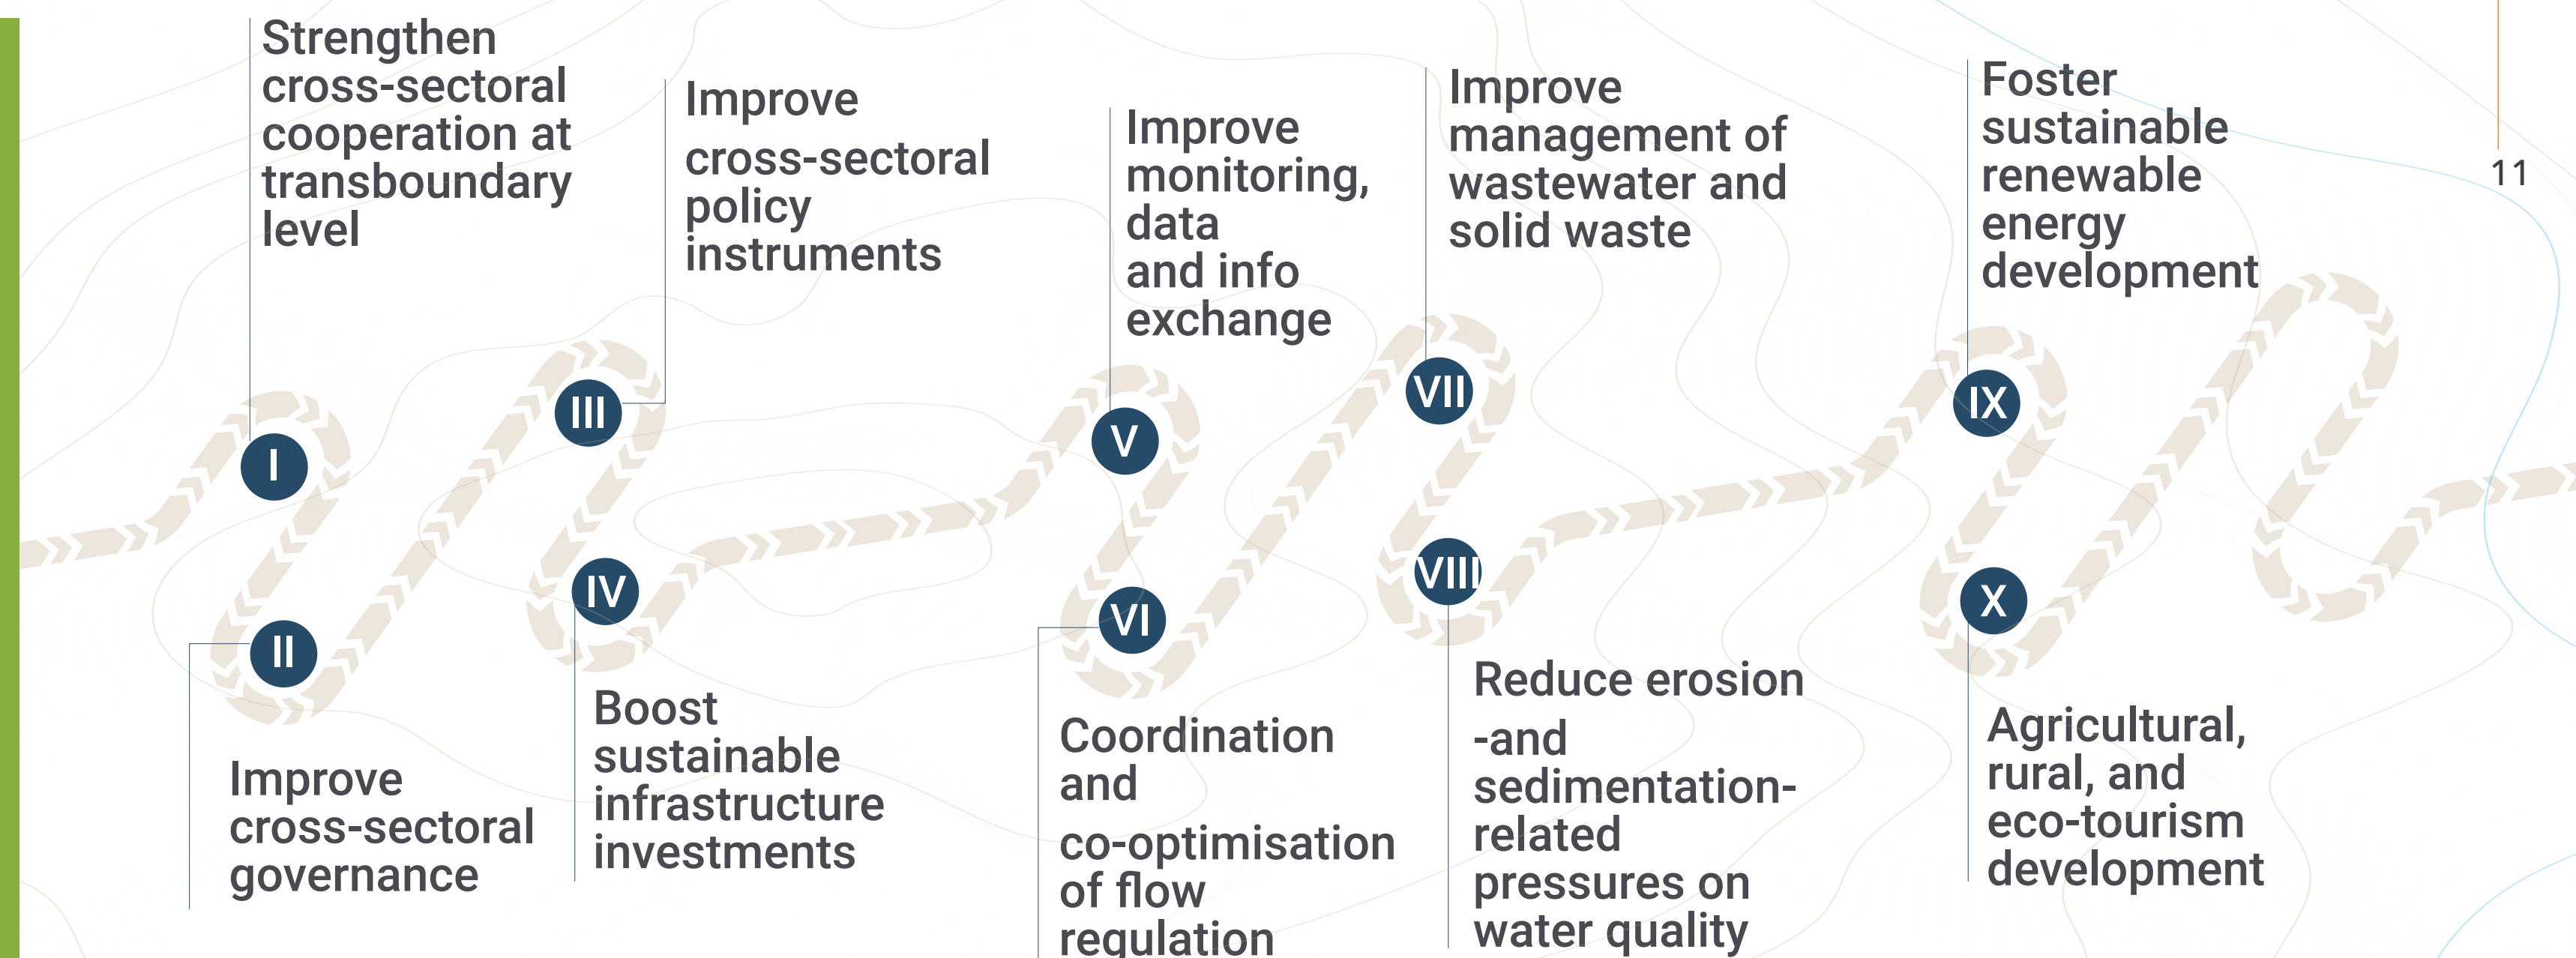 Strengthen
cross-sectoral
cooperation at
transboundary
level
I
II
Improve
cross-sectoral
governance
Improve
cross-sectoral
policy
instruments
III
IV
Boost
sustainable
infrastructure
investments
Improve
monitoring,
data
and info
exchange
V
VI
Coordination
and
co-optimisation
of flow
regulation
Improve
management of
wastewater and
solid waste
VII
VIII
Reduce erosion
-and
sedimentation-
related
pressures on
water quality
Foster
sustainable
renewable
energy
development
IX
X
Agricultural,
rural, and
eco-tourism
development
11